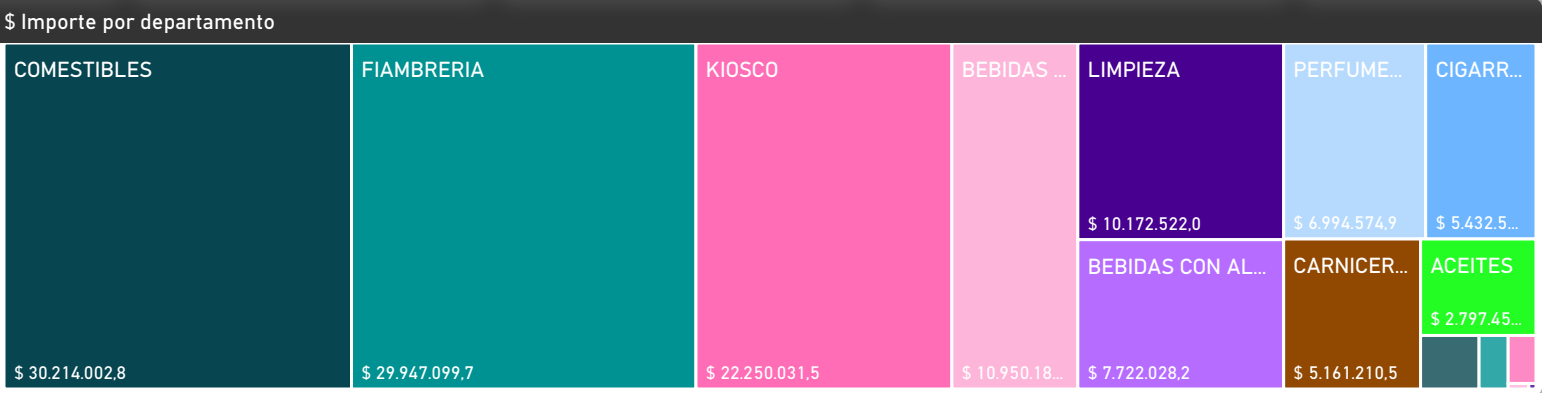 $ Importe por departamento
COMESTIBLES
$ 30.214.002,8
FIAMBRERIA
$ 29.947.099,7
KIOSCO
$ 22.250.031,5
BEBIDAS ...
$ 10.950.18...
LIMPIEZA
$ 10.172.522,0
BEBIDAS CON AL...
$ 7.722.028,2
PERFUME...
$ 6.994.574,9
CIGARR...
$ 5.432.5...
CARNICER...
$ 5.161.210,5
ACEITES
$ 2.797.45...